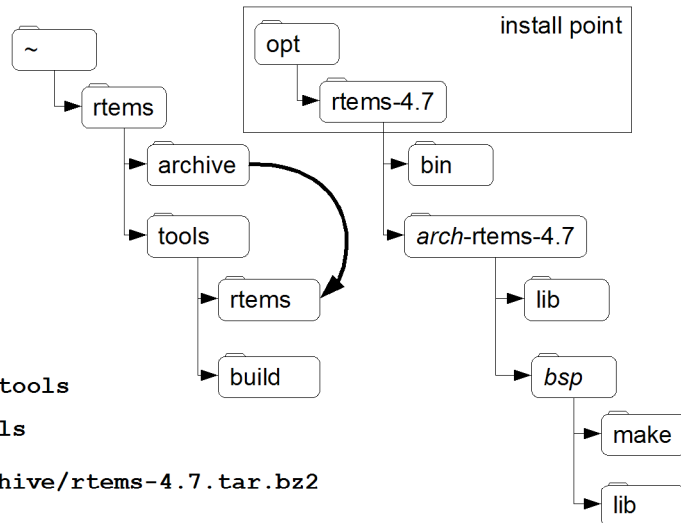 ~
rtems
archive
tools
rtems
build
install point
opt
rtems-4.7
bin
arch-rtems-4.7
lib
bsp
make
lib
tools
ls
hive/rtems-4.7.tar.bz2